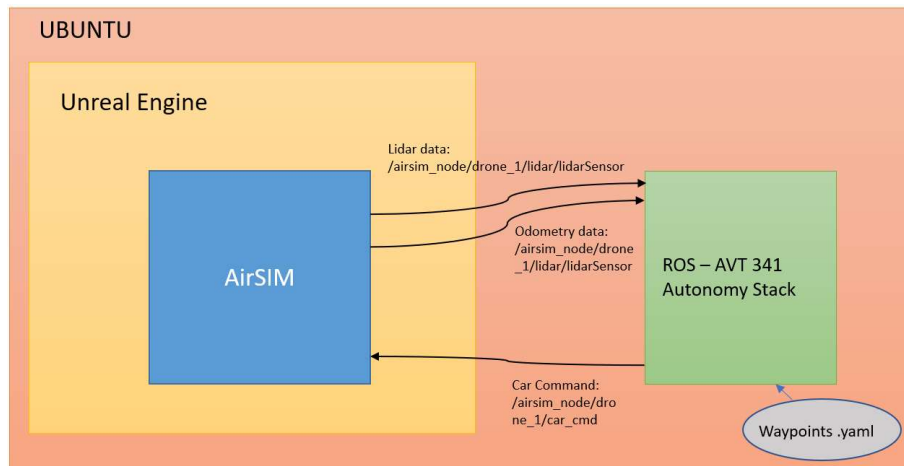 UBUNTU
Unreal Engine
Lidar data:
/airsim_node/drone_1/lidar/lidarSensor
Odometry data:
/airsim_node/drone
_1/lidar/lidarSensor
AirSIM
ROS – AVT 341
Autonomy Stack
Car Command:
/airsim_node/dro
ne_1/car_cmd
Waypoints .yaml